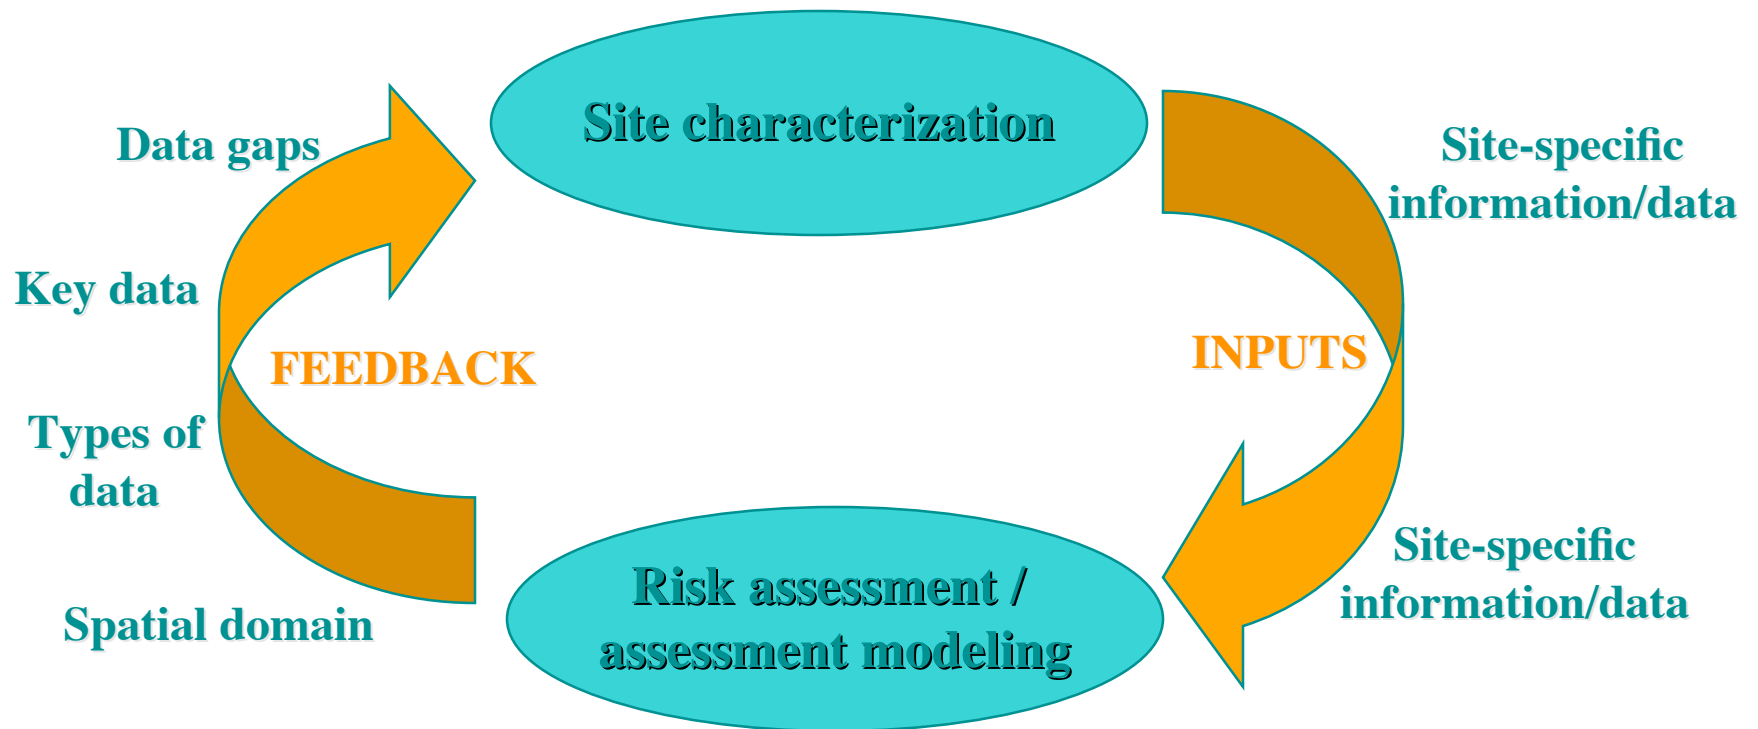 Site characterization
Data gaps
Site-specific
information/data
Key data
INPUTS
FEEDBACK
Types of
data
Site-specific
information/data
Risk assessment /
assessment modeling
Spatial domain